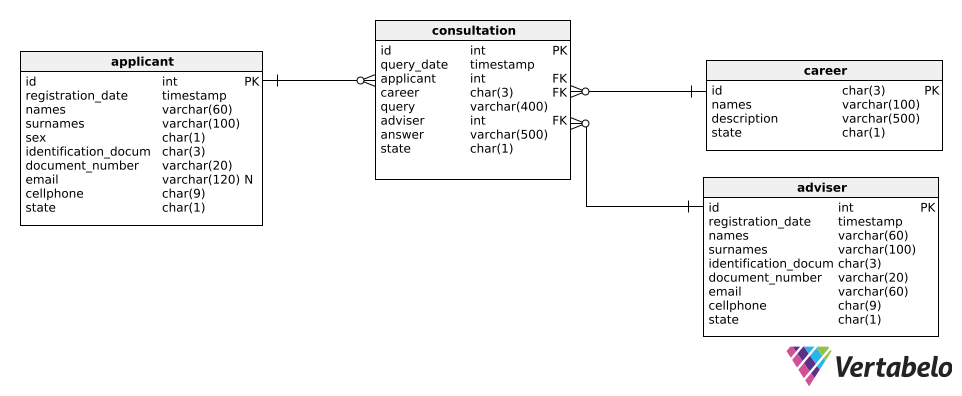 applicant
id int PK
registration_date timestamp
names varchar(60)
surnames varchar(100)
sex char(1)
identification_docum char(3)
document_number varchar(20)
email varchar(120) N
cellphone char(9)
state char(1)
consultation
id int PK
query_date timestamp
applicant int FK
career char(3) FK
query varchar(400)
adviser int FK
answer varchar(500)
state char(1)
career
id char(3) PK
names varchar(100)
description varchar(500)
state char(1)
adviser
id int PK
registration_date timestamp
names varchar(60)
surnames varchar(100)
identification_docum char(3)
document_number varchar(20)
email varchar(60)
cellphone char(9)
state char(1)
Vertabelo